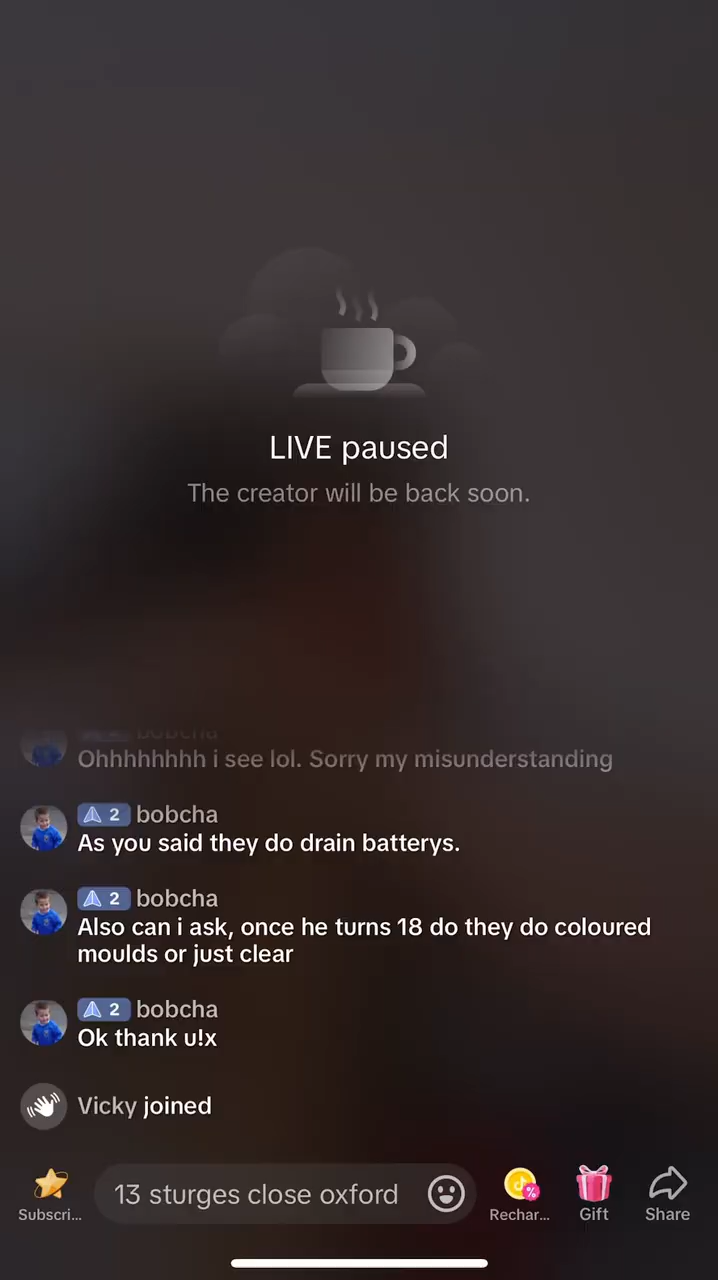 LIVE paused
The creator will be back soon.
2 bobcha
Ohhhhhhhh i see lol. Sorry my misunderstanding
2 bobcha
As you said they do drain batterys.
2 bobcha
Also can i ask, once he turns 18 do they do coloured
moulds or just clear
2 bobcha
Ok thank u!x
Vicky joined
13 sturges close oxford
Subscri... Rechar... Gift Share